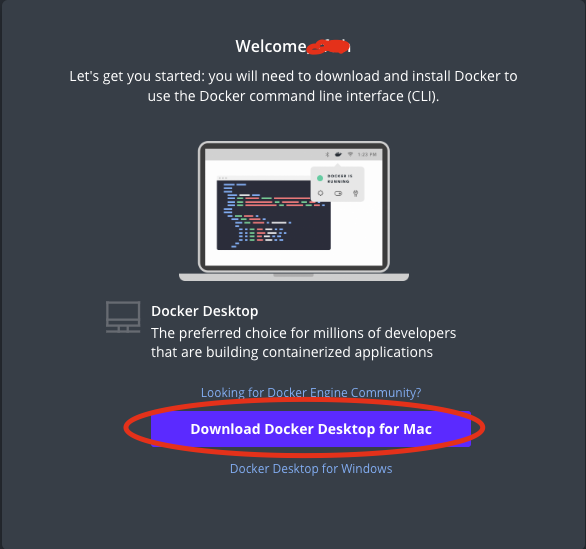 Welcome
Let's get you started: you will need to download and install Docker to
use the Docker command line interface (CLI).
1:23 PM
DOCKER IS
RUNNING
Docker Desktop
The preferred choice for millions of developers
that are building containerized applications
Looking for Docker Engine Community?
Download Docker Desktop for Mac
Docker Desktop for Windows